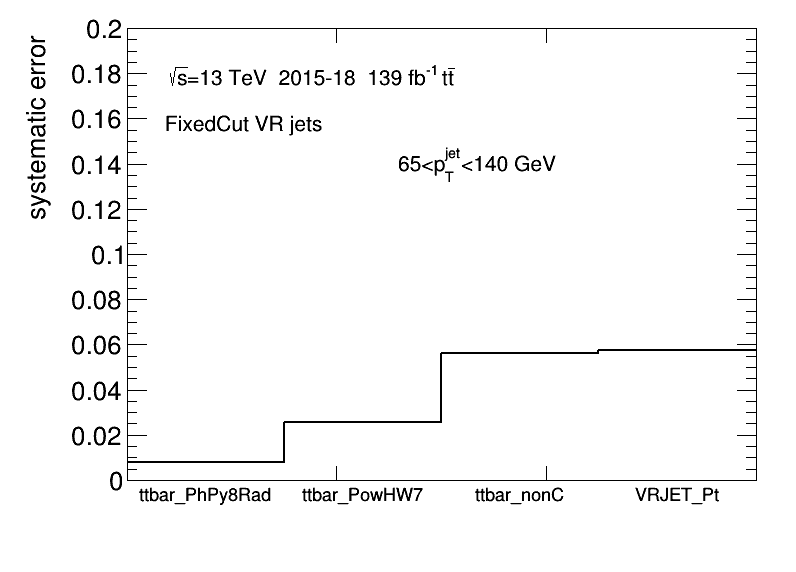 systematic error
0.2
0.18
0.16
0.14
0.12
0.1
0.08
0.06
0.04
0.02
0
√s=13 TeV 2015-18 139 fb⁻¹ tt̄
FixedCut VR jets
65<p_T^jet<140 GeV
ttbar_PhPy8Rad ttbar_PowHW7 ttbar_nonC VRJET_Pt